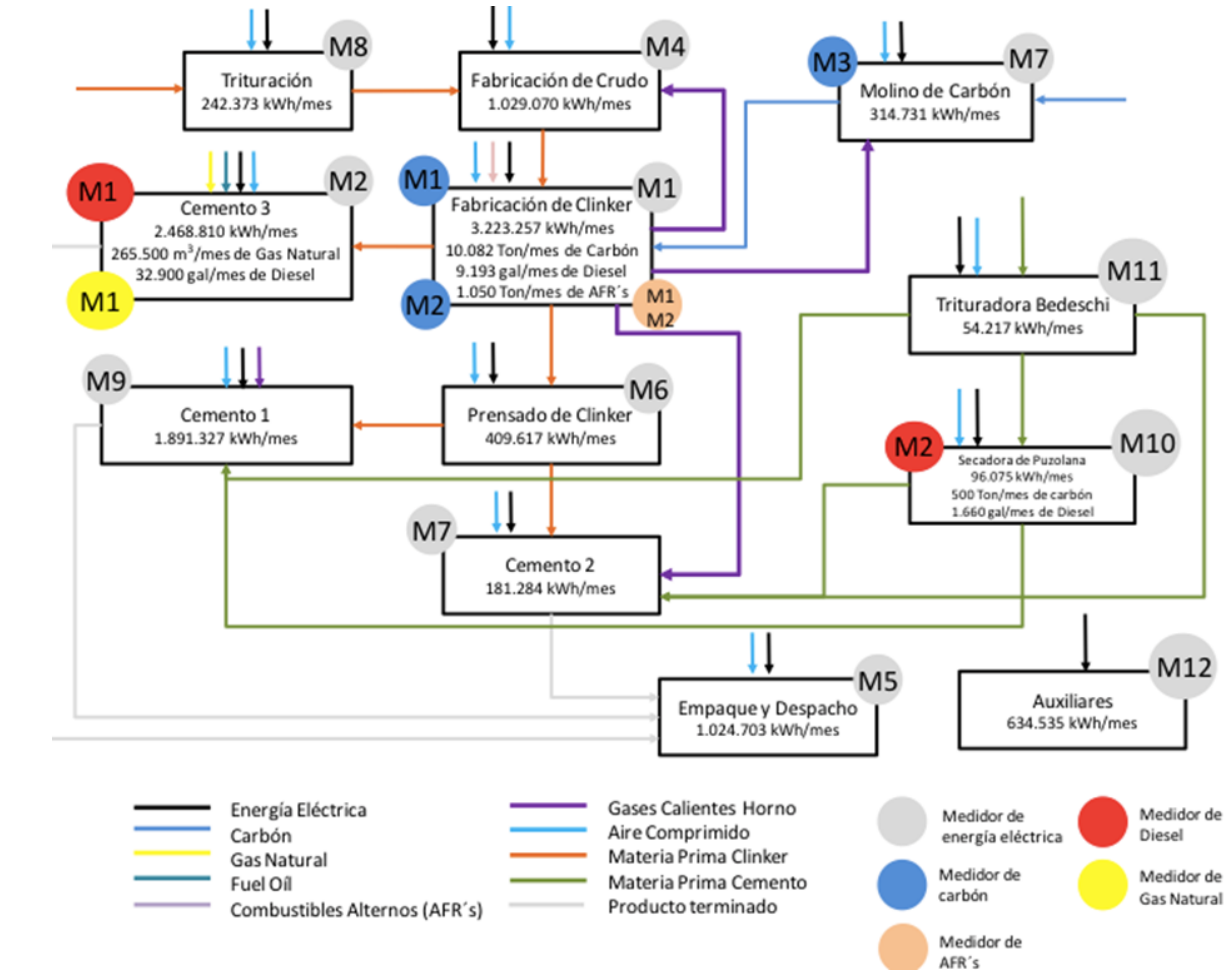 M8
Trituración
242.373 kWh/mes
M4
Fabricación de Crudo
1.029.070 kWh/mes
M3
M7
Molino de Carbón
314.731 kWh/mes
M1
M2
Cemento 3
2.468.810 kWh/mes
265.500 m³/mes de Gas Natural
32.900 gal/mes de Diesel
M1
M1
M1
Fabricación de Clinker
3.223.257 kWh/mes
10.082 Ton/mes de Carbón
9.193 gal/mes de Diesel
1.050 Ton/mes de AFR´s
M2
M1
M2
M11
Trituradora Bedeschi
54.217 kWh/mes
M9
Cemento 1
1.891.327 kWh/mes
M6
Prensado de Clinker
409.617 kWh/mes
M2
M10
Secadora de Puzolana
96.075 kWh/mes
500 Ton/mes de carbón
1.660 gal/mes de Diesel
M7
Cemento 2
181.284 kWh/mes
M5
Empaque y Despacho
1.024.703 kWh/mes
M12
Auxiliares
634.535 kWh/mes
Energía Eléctrica
Carbón
Gas Natural
Fuel Oíl
Combustibles Alternos (AFR´s)
Gases Calientes Horno
Aire Comprimido
Materia Prima Clinker
Materia Prima Cemento
Producto terminado
Medidor de
energía eléctrica
Medidor de
carbón
Medidor de
AFR´s
Medidor de
Diesel
Medidor de
Gas Natural